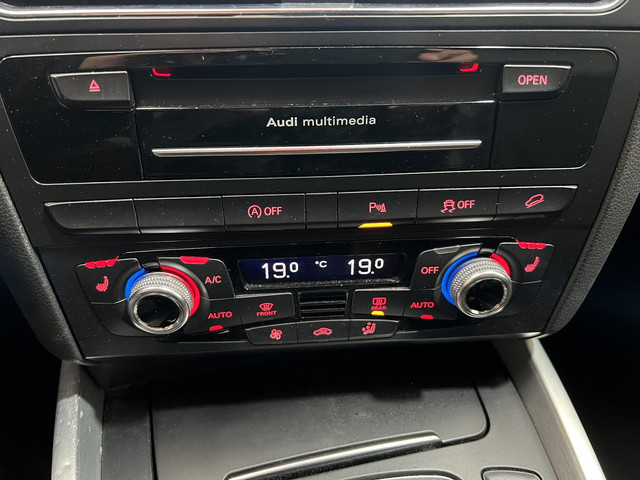 OPEN
Audi multimedia
A OFF
P
OFF
A/C
19.0 °C 19.0
OFF
AUTO
FRONT
REAR
AUTO